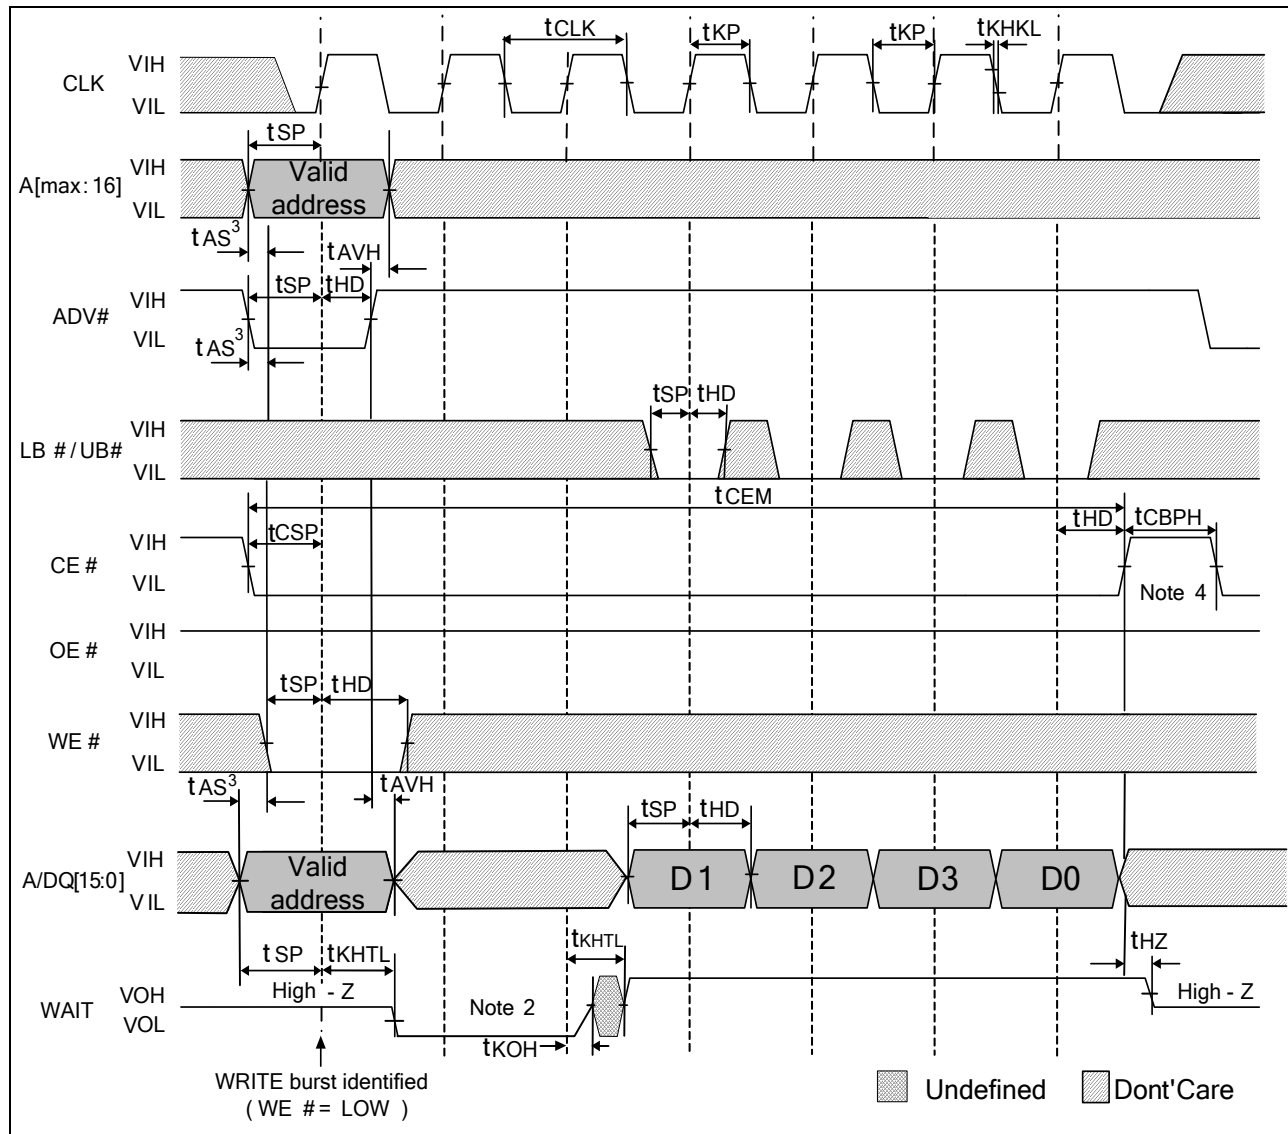 tCLK tKP tKP tKHKL
VIH
CLK
VIL
tSP
VIH
A[max:16]
VIL
Valid
address
tAS3
tAVH
tSP tHD
VIH
ADV#
VIL
tAS3
tSP tHD
VIH
LB #/UB#
VIL
tCEM
tCSP
tHD tCBPH
VIH
CE #
VIL
Note 4
VIH
OE #
VIL
tSP tHD
VIH
WE #
VIL
tAS3
tAVH
tSP tHD
VIH
A/DQ[15:0]
VIL
Valid
address
D1 D2 D3 D0
tSP tKHTL
tKHTL
tHZ
VOH
WAIT
VOL
High - Z
Note 2
High - Z
tKOH
WRITE burst identified
( WE #= LOW )
Undefined
Dont'Care